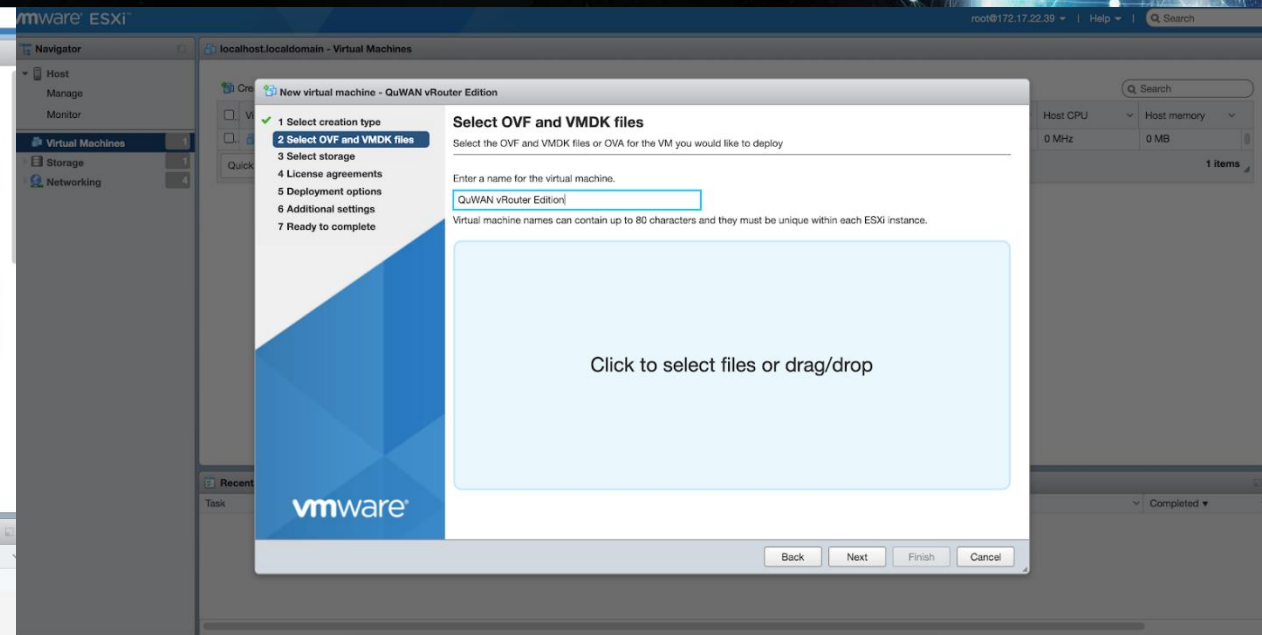 vmware ESXi™
root@172.17.22.39 | Help | Search
Navigator
localhost.localdomain - Virtual Machines
Host
Manage
Monitor
Virtual Machines 1
Storage 1
Networking 4
Search
Host CPU
Host memory
0 MHz
0 MB
Quick
1 items
New virtual machine - QuWAN vRouter Edition
1 Select creation type
2 Select OVF and VMDK files
3 Select storage
4 License agreements
5 Deployment options
6 Additional settings
7 Ready to complete
vmware®
Select OVF and VMDK files
Select the OVF and VMDK files or OVA for the VM you would like to deploy
Enter a name for the virtual machine.
QuWAN vRouter Edition
Virtual machine names can contain up to 80 characters and they must be unique within each ESXi instance.
Click to select files or drag/drop
Back
Next
Finish
Cancel
Recent
Task
Completed